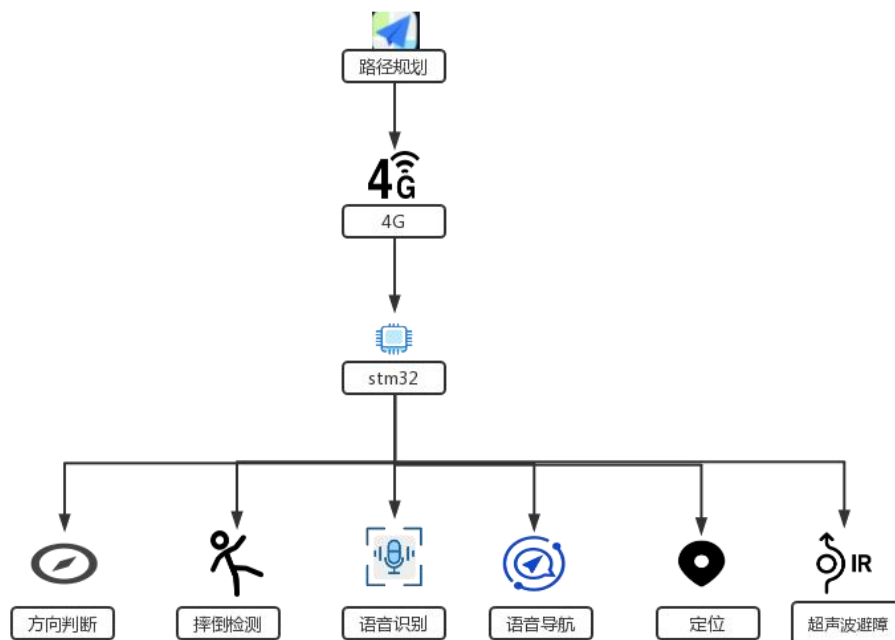 路径规划
4G
4G
stm32
IR
方向判断
摔倒检测
语音识别
语音导航
定位
超声波避障